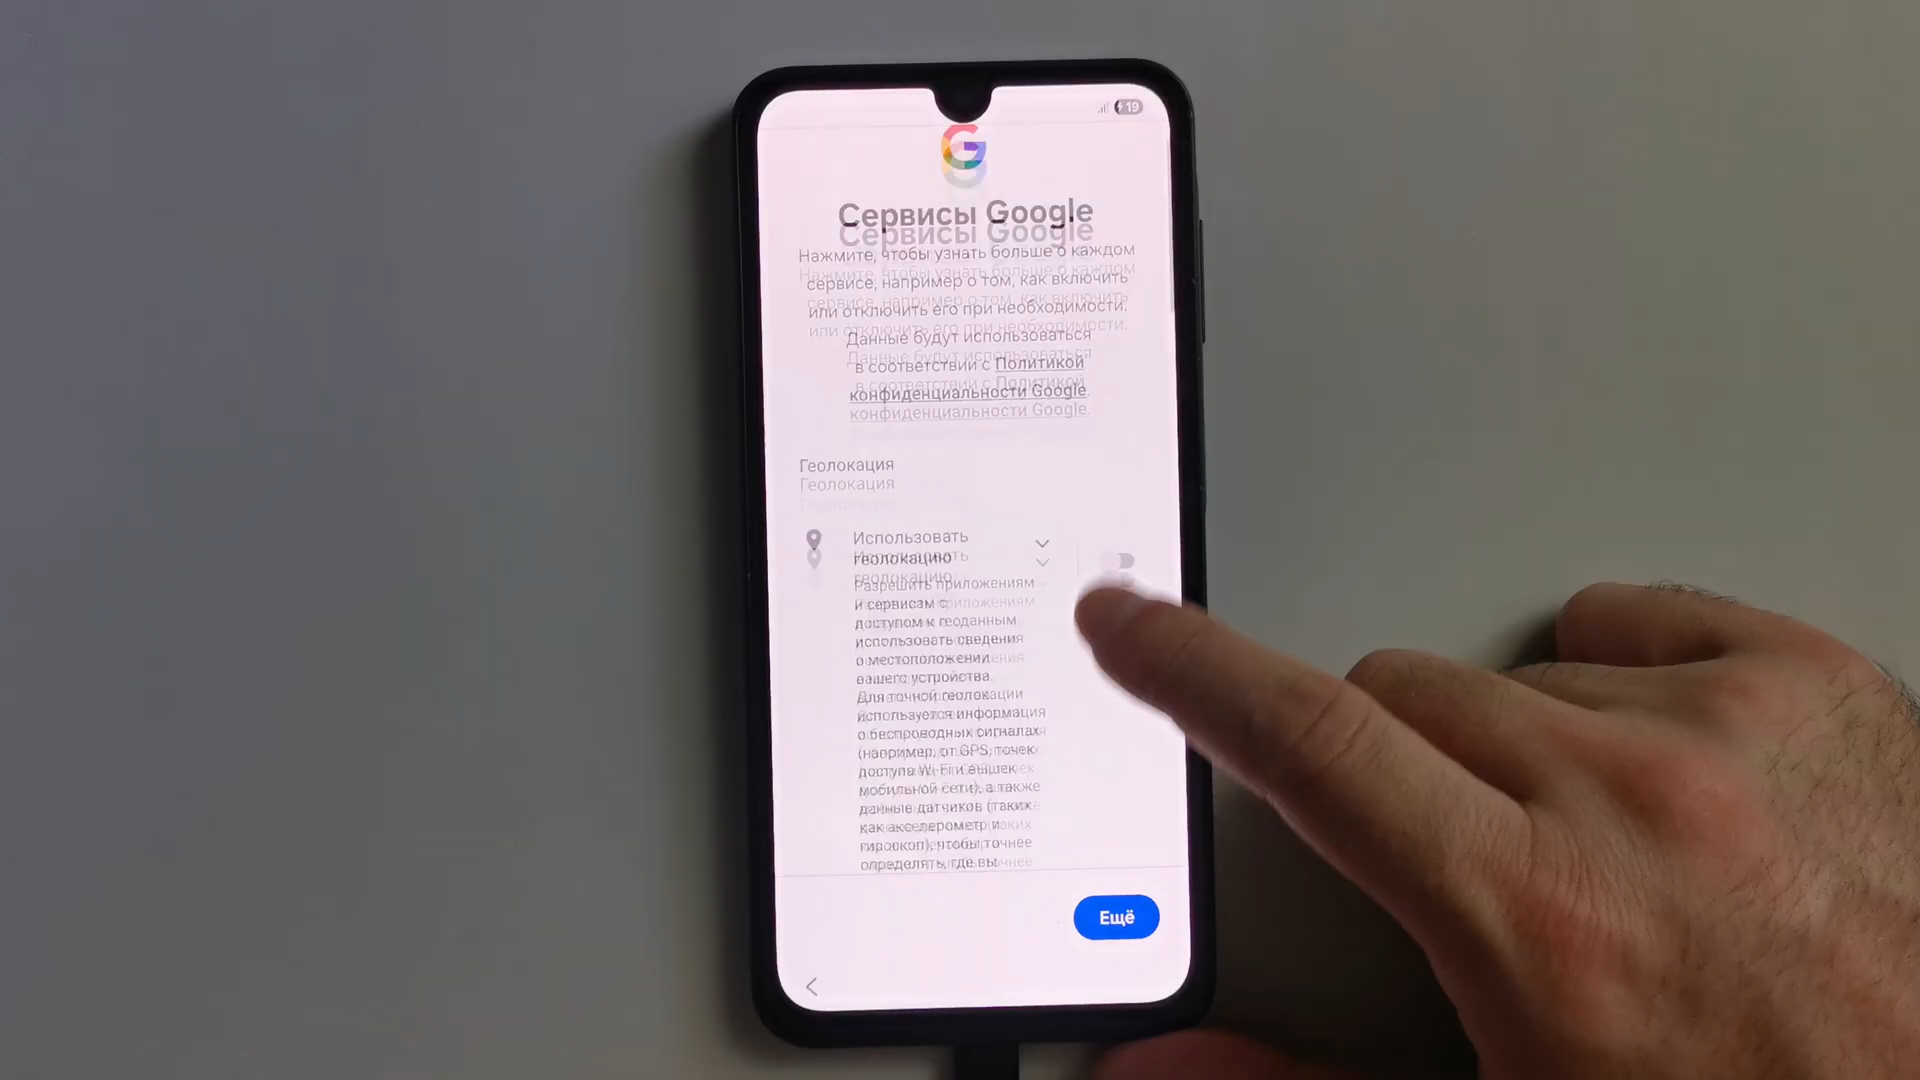 19
Сервисы Google
Нажмите, чтобы узнать больше о каждом
сервисе, например о том, как включить
или отключить его при необходимости.
Данные будут использоваться
в соответствии с Политикой
конфиденциальности Google.
Геолокация
Использовать
геолокацию
Разрешить приложениям
и сервисам с
доступом к геоданным
использовать сведения
о местоположении
вашего устройства.
Для точной геолокации
используется информация
о беспроводных сигналах
(например, от GPS, точек
доступа Wi-Fi и вышек
мобильной сети), а также
данные датчиков (таких
как акселерометр и
гироскоп), чтобы точнее
определять, где вы
Ещё